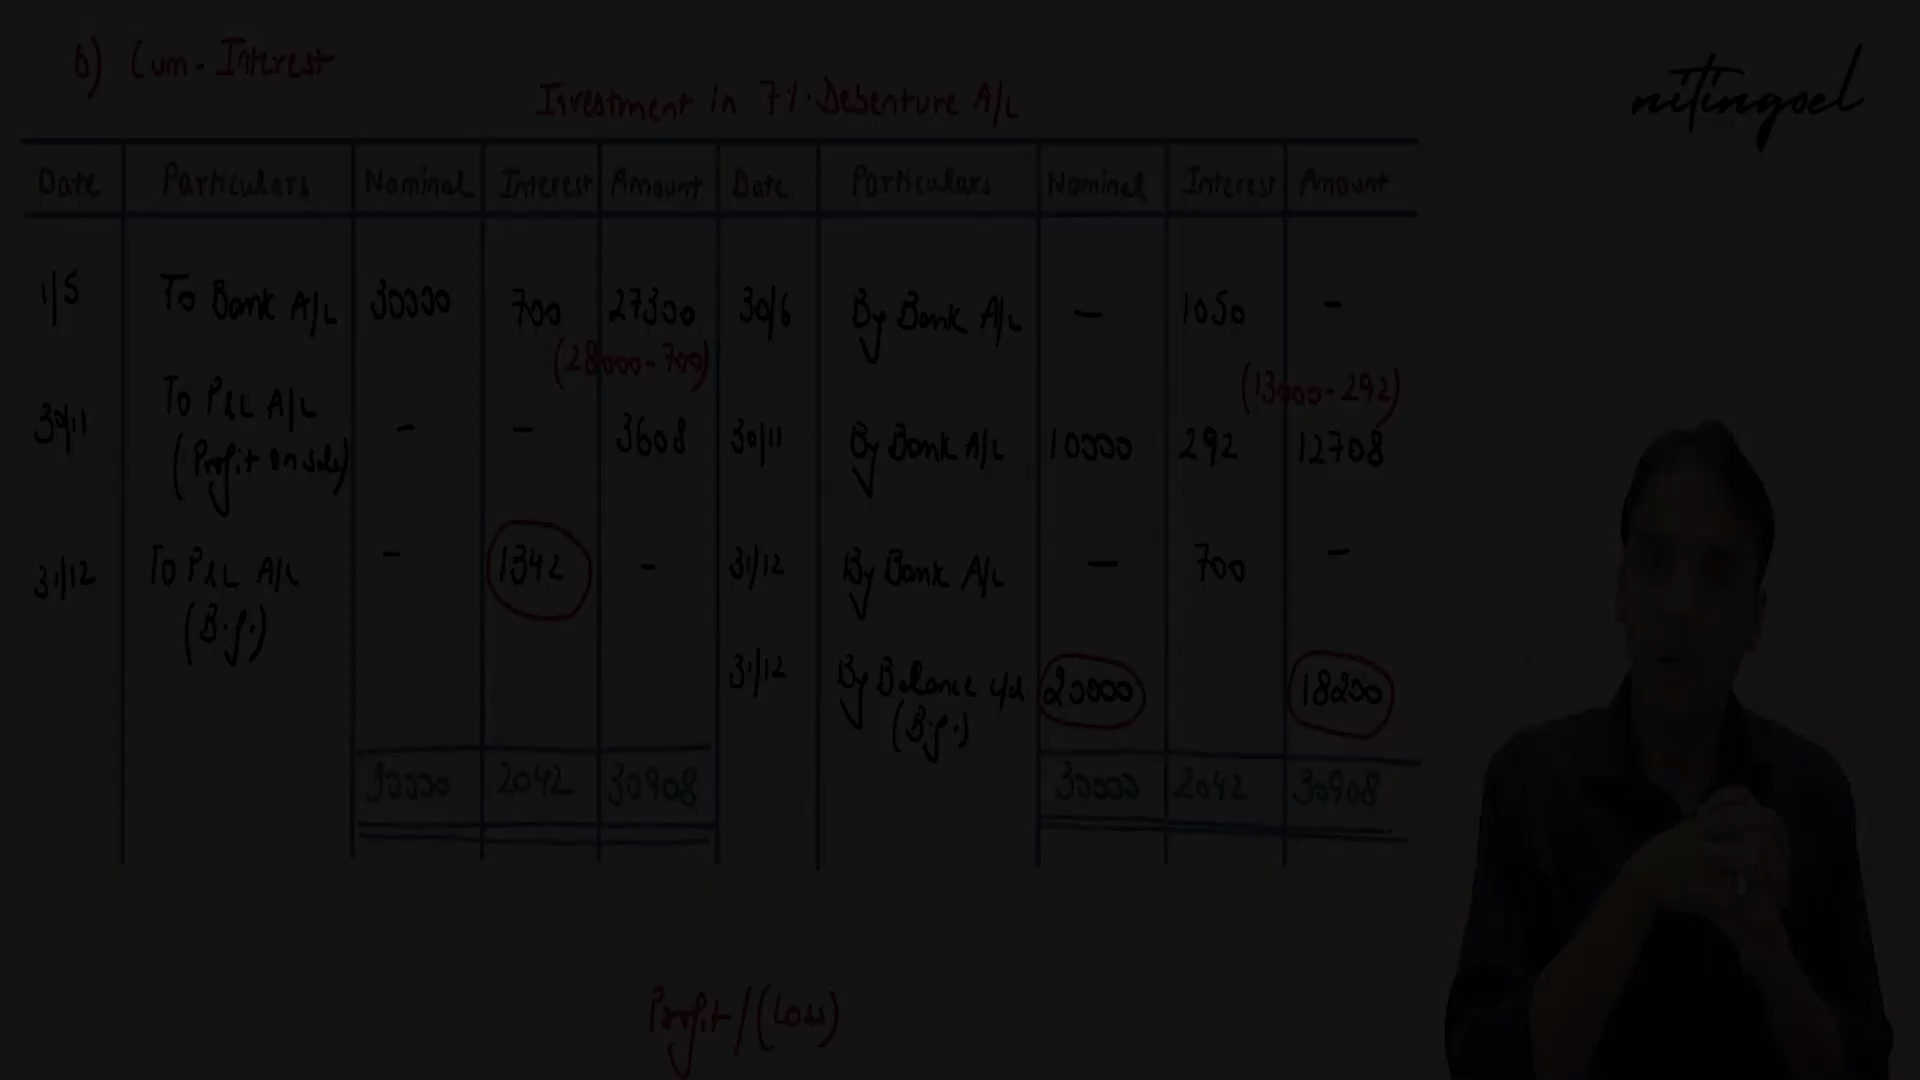 b) Cum-Interest
nitingoel
Investment in 7% Debenture A/c
Date Particulars Nominal Interest Amount Date Particulars Nominal Interest Amount
1/5 To Bank A/c 30000 700 27300 30/6 By Bank A/c — 1050 —
(28000-700)
(13000-292)
30/11 To P&L A/c (Profit on sale) — — 3608 30/11 By Bank A/c 10000 292 12708
31/12 To P&L A/c (B.f.) — 1342 — 31/12 By Bank A/c — 700 —
31/12 By Balance c/d (B.f.) 20000 18200
30000 2042 30908 30000 2042 30908
Profit/(Loss)